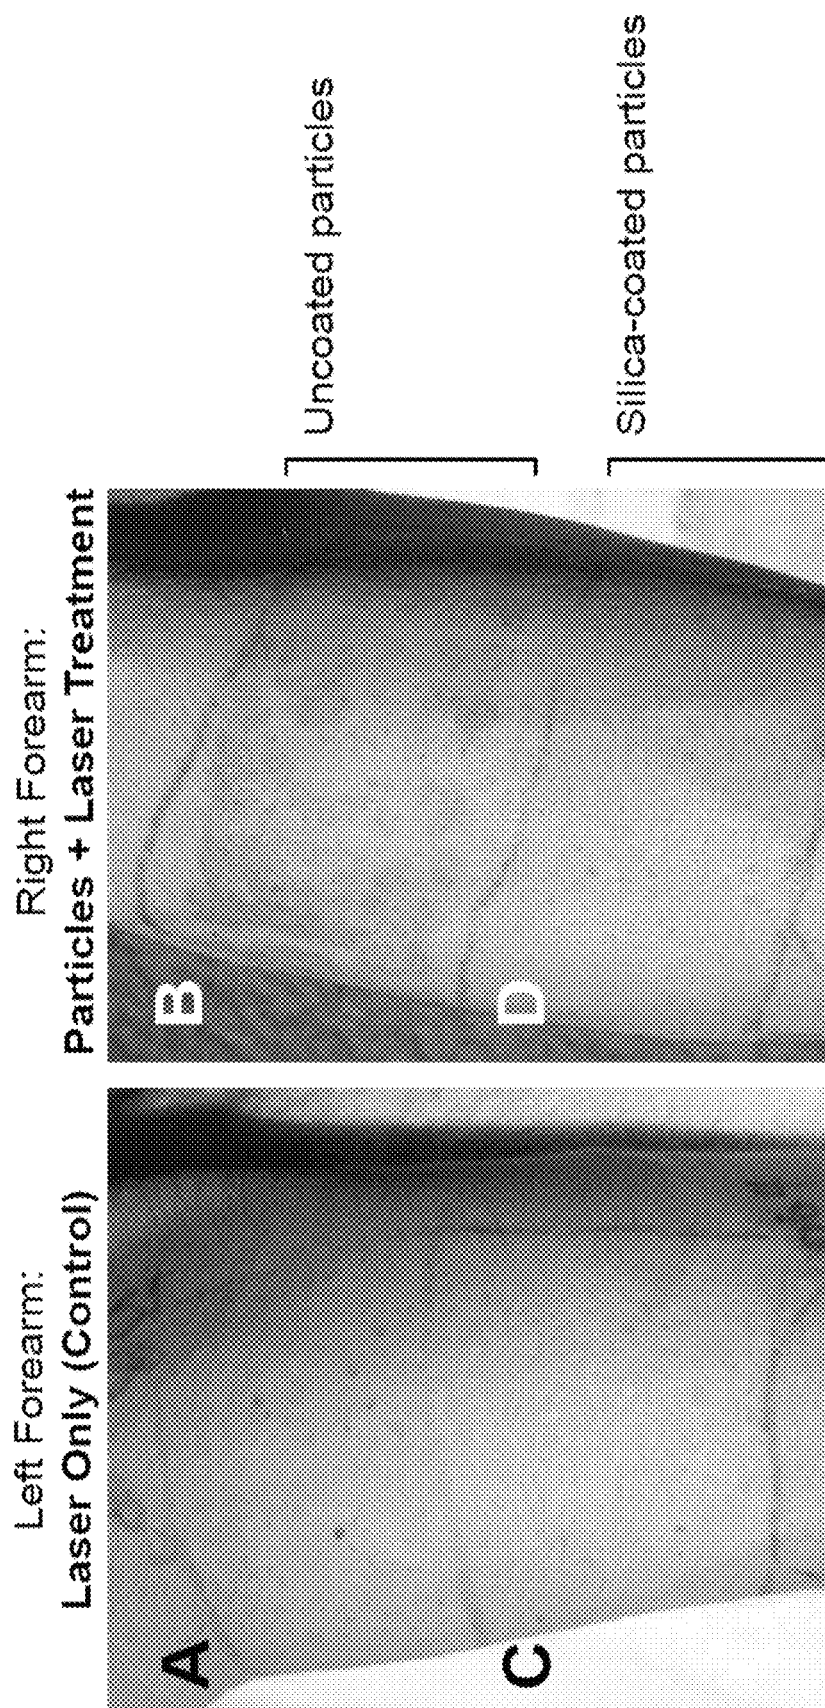 Left Forearm:
Laser Only (Control)
Right Forearm:
Particles + Laser Treatment
A
B
Uncoated particles
C
D
Silica-coated particles